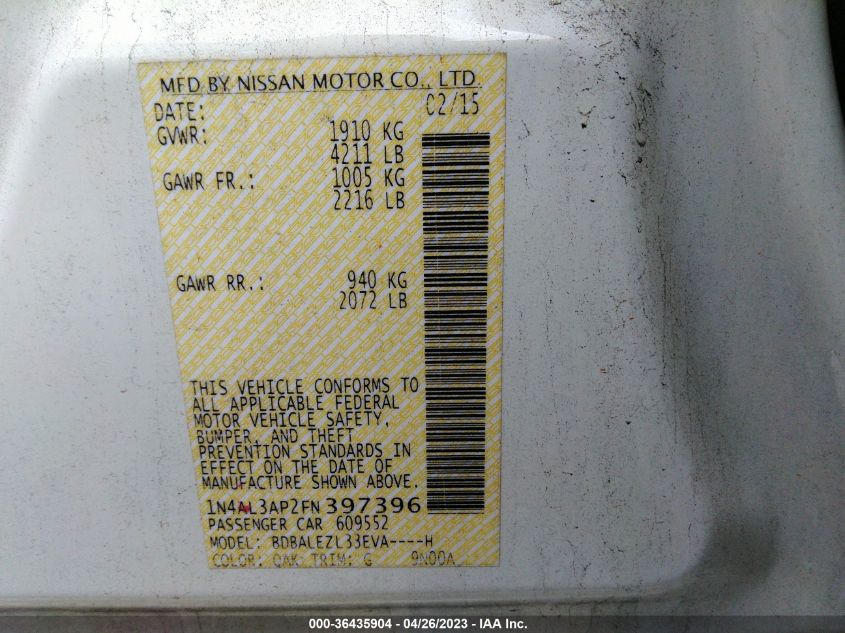 MFD BY NISSAN MOTOR CO., LTD.
DATE: 02/15
GVWR: 1910 KG
4211 LB
GAWR FR.: 1005 KG
2216 LB
GAWR RR.: 940 KG
2072 LB
THIS VEHICLE CONFORMS TO
ALL APPLICABLE FEDERAL
MOTOR VEHICLE SAFETY,
BUMPER, AND THEFT
PREVENTION STANDARDS IN
EFFECT ON THE DATE OF
MANUFACTURE SHOWN ABOVE.
1N4AL3AP2FN397396
PASSENGER CAR 609552
MODEL: BDBALEZL33EVA----H
COLOR: QAK TRIM: G 9N00A
000-36435904 - 04/26/2023 - IAA Inc.